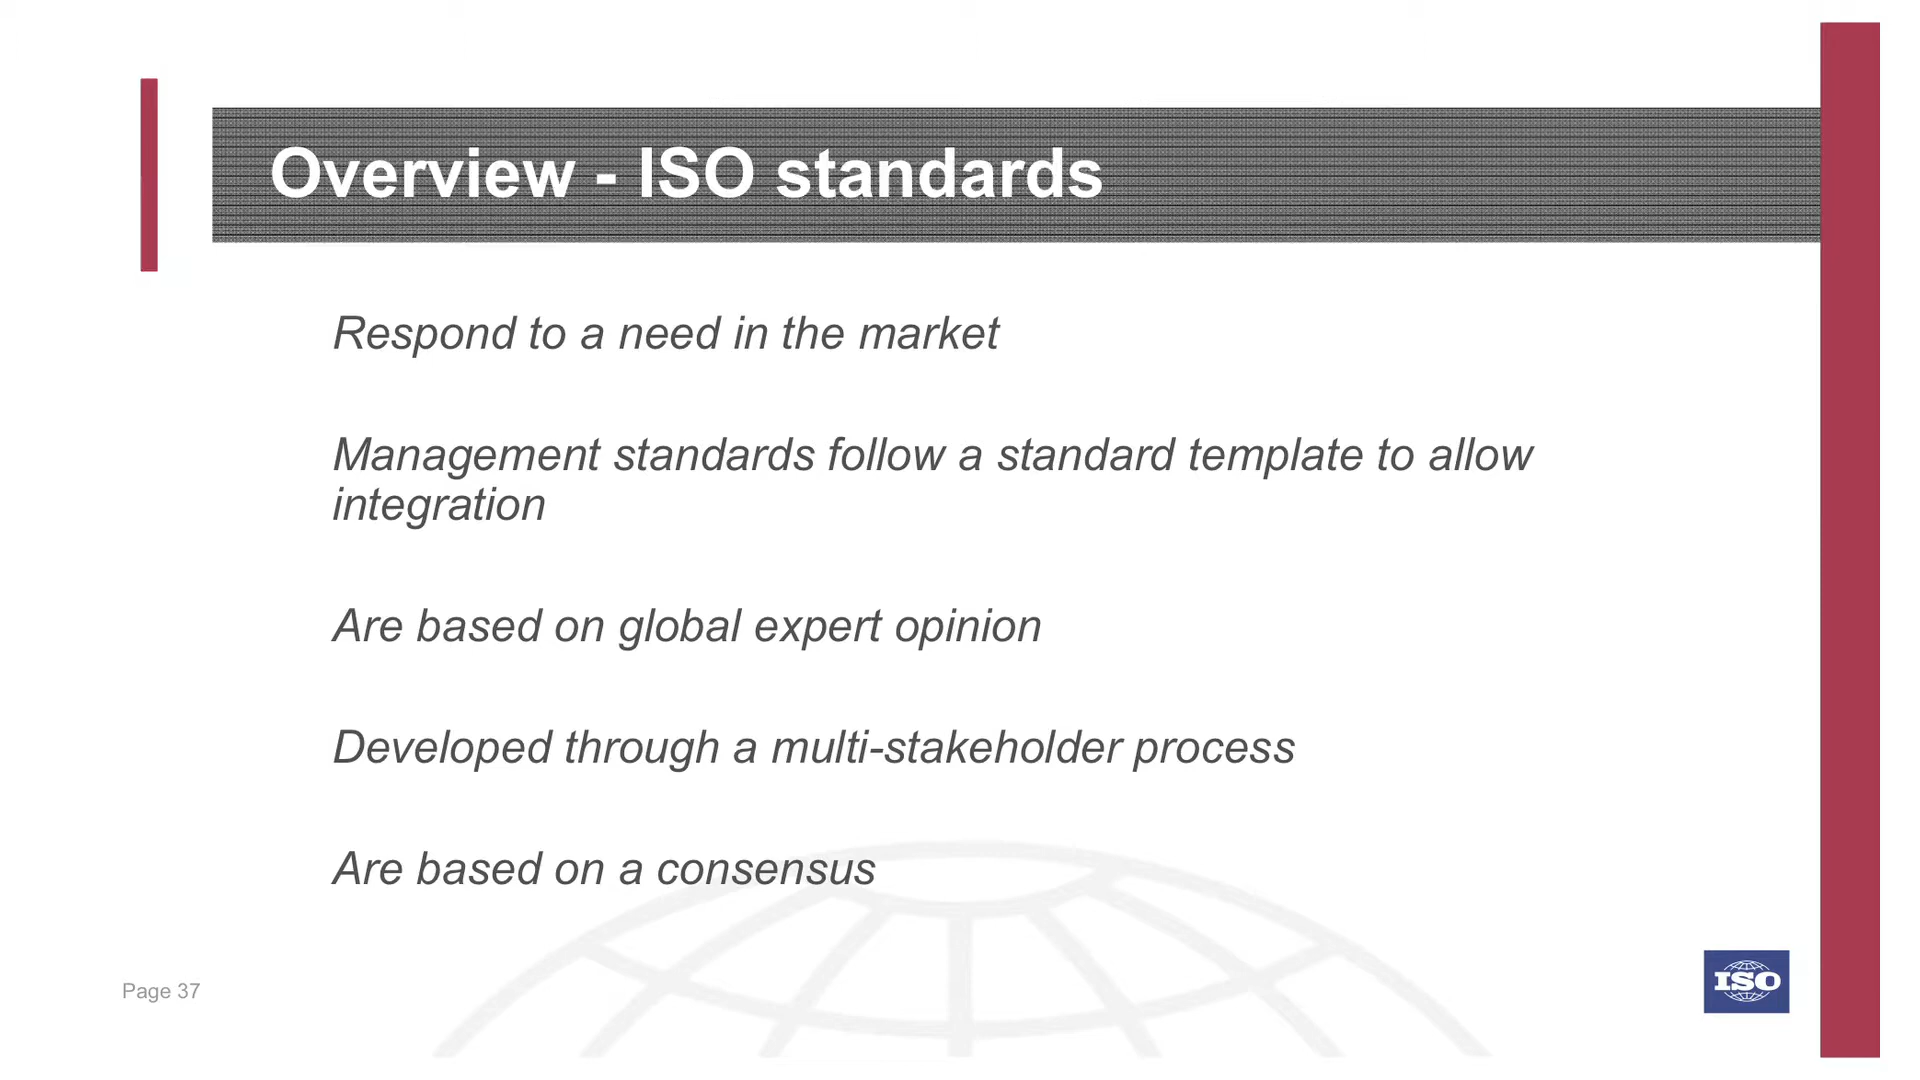 Overview - ISO standards
Respond to a need in the market
Management standards follow a standard template to allow
integration
Are based on global expert opinion
Developed through a multi-stakeholder process
Are based on a consensus
Page 37
ISO